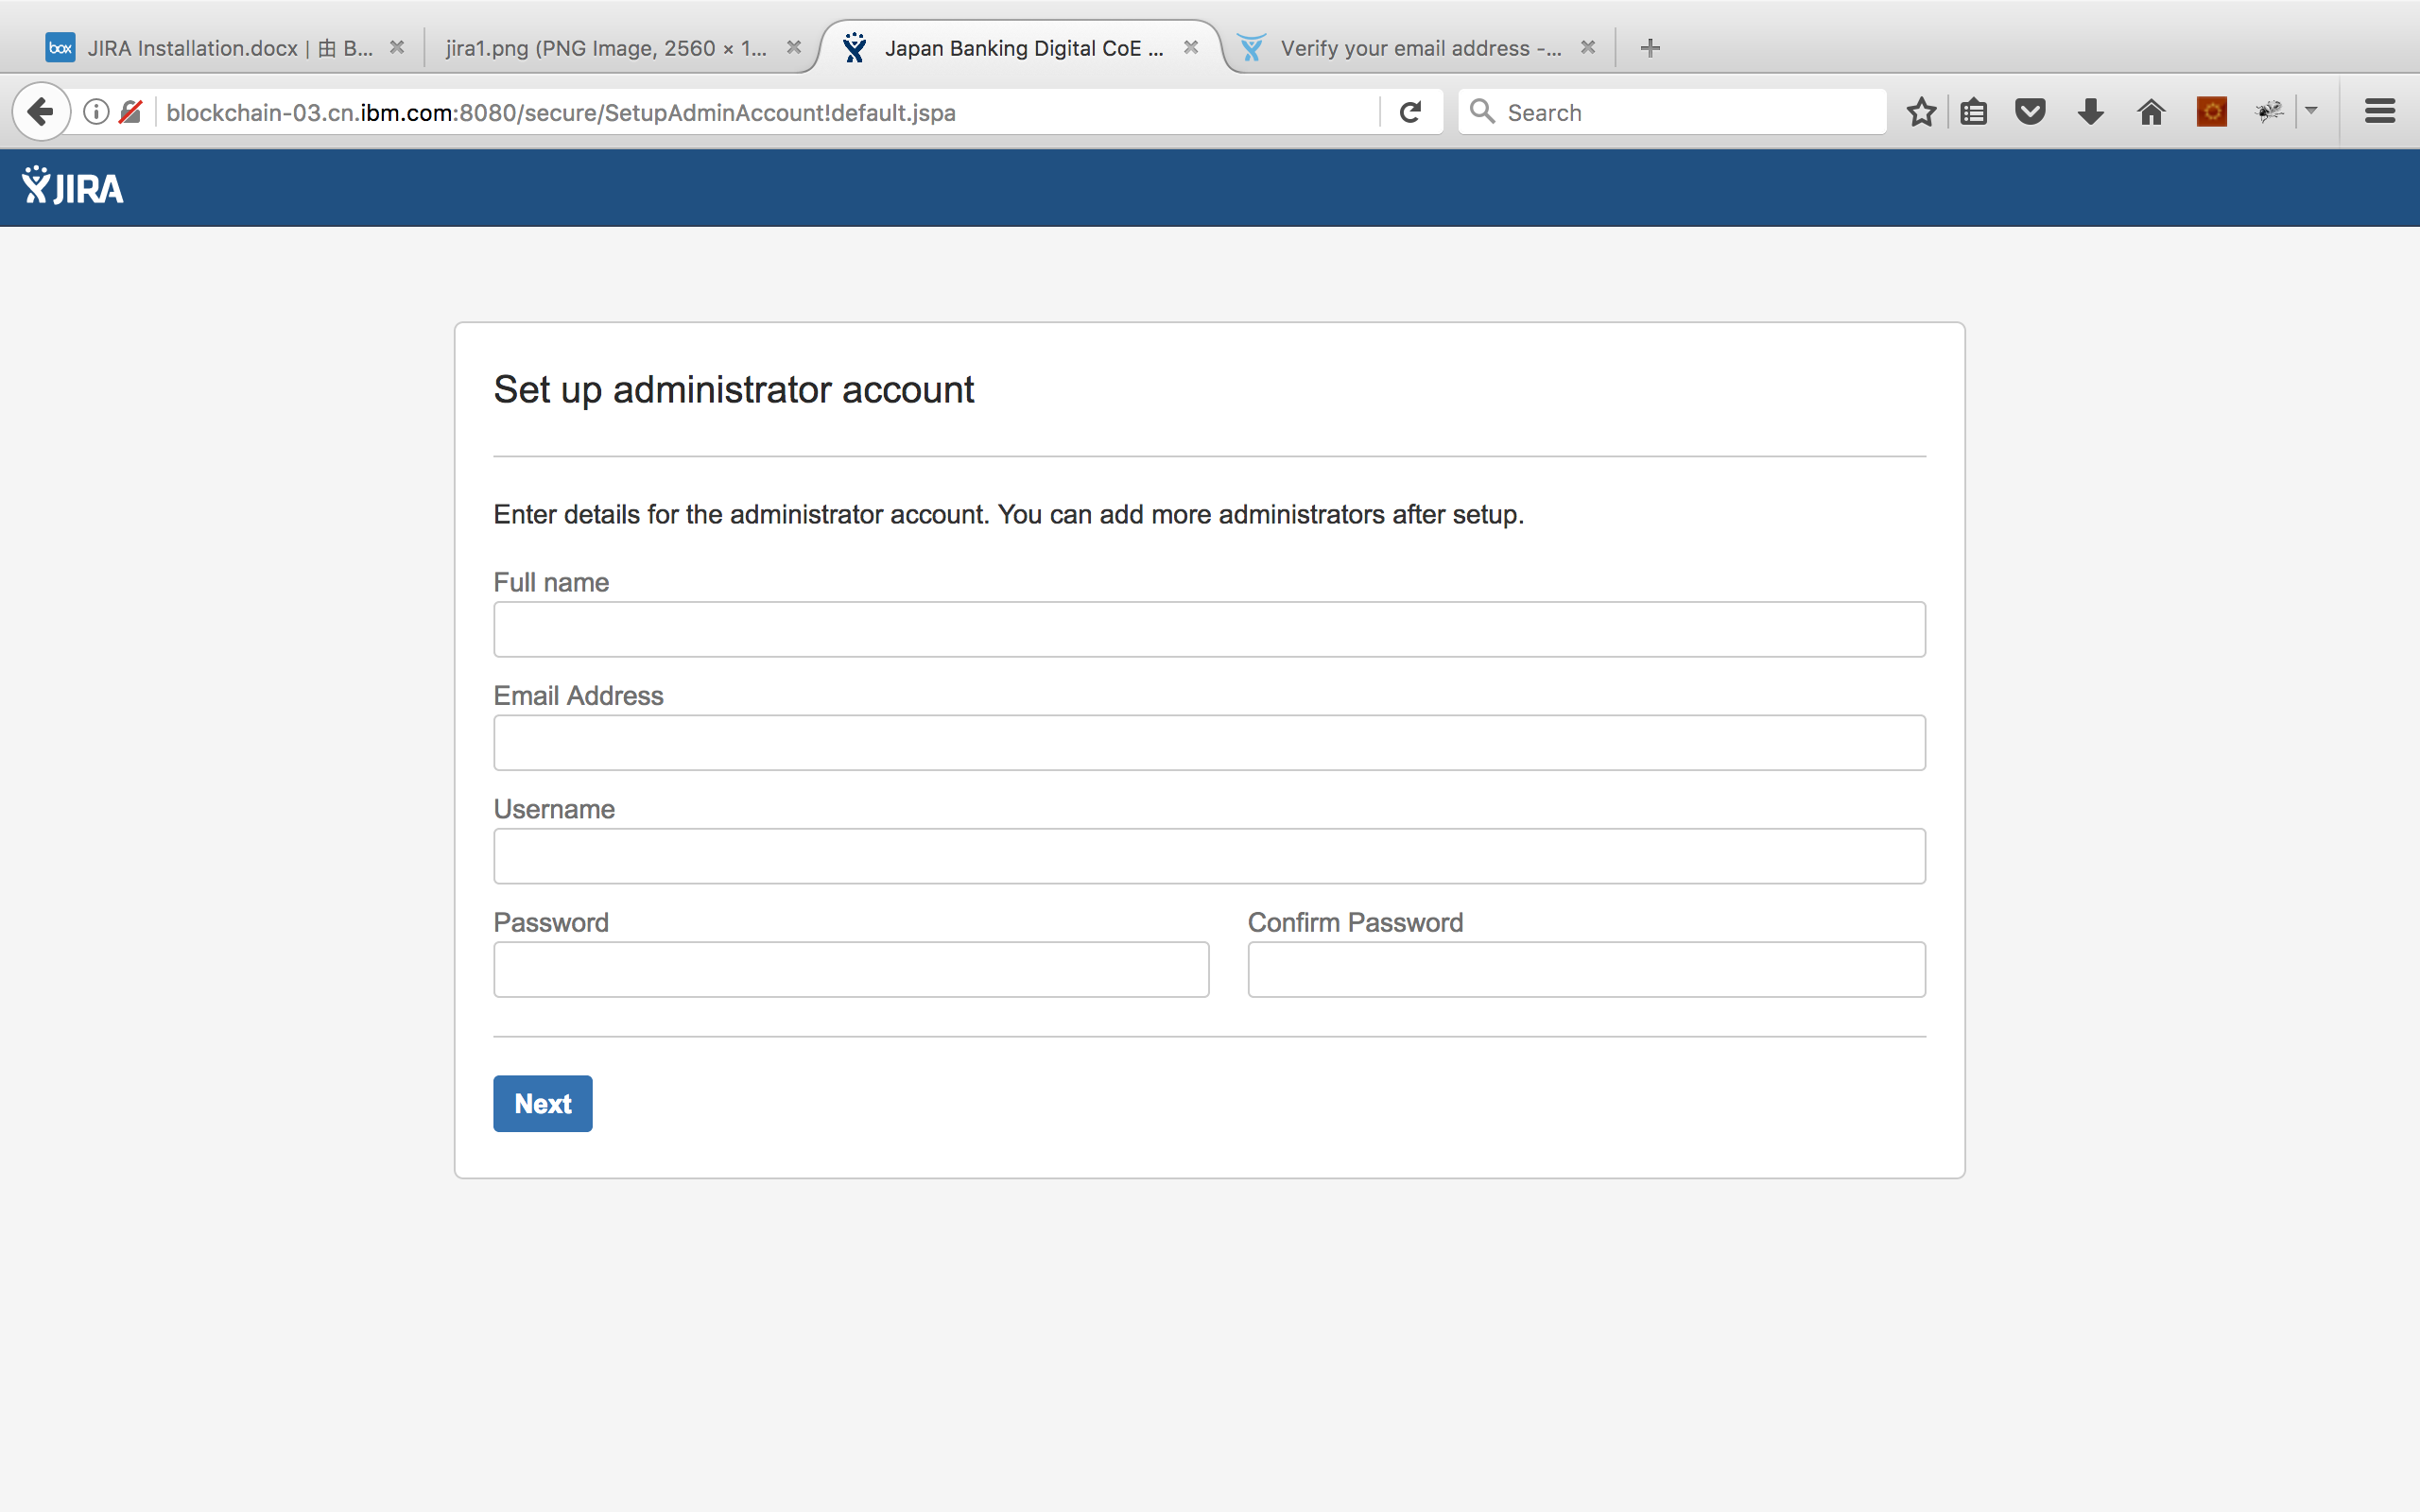 box JIRA Installation.docx | 由 B...
jira1.png (PNG Image, 2560 × 1...
Japan Banking Digital CoE ...
Verify your email address -...
blockchain-03.cn.ibm.com:8080/secure/SetupAdminAccount!default.jspa
Search
JIRA
Set up administrator account
Enter details for the administrator account. You can add more administrators after setup.
Full name
Email Address
Username
Password
Confirm Password
Next